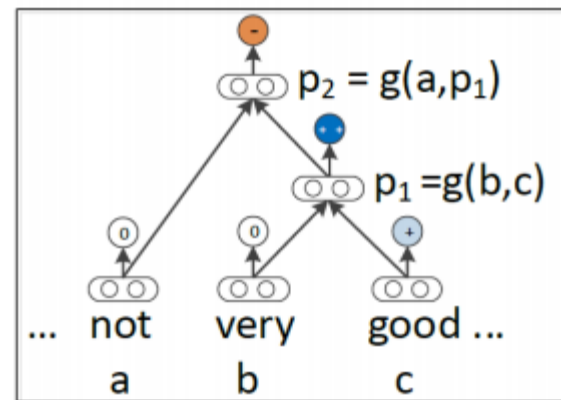 -
p₂ = g(a,p₁)
+ +
p₁ =g(b,c)
0 0 +
... not very good ...
a b c